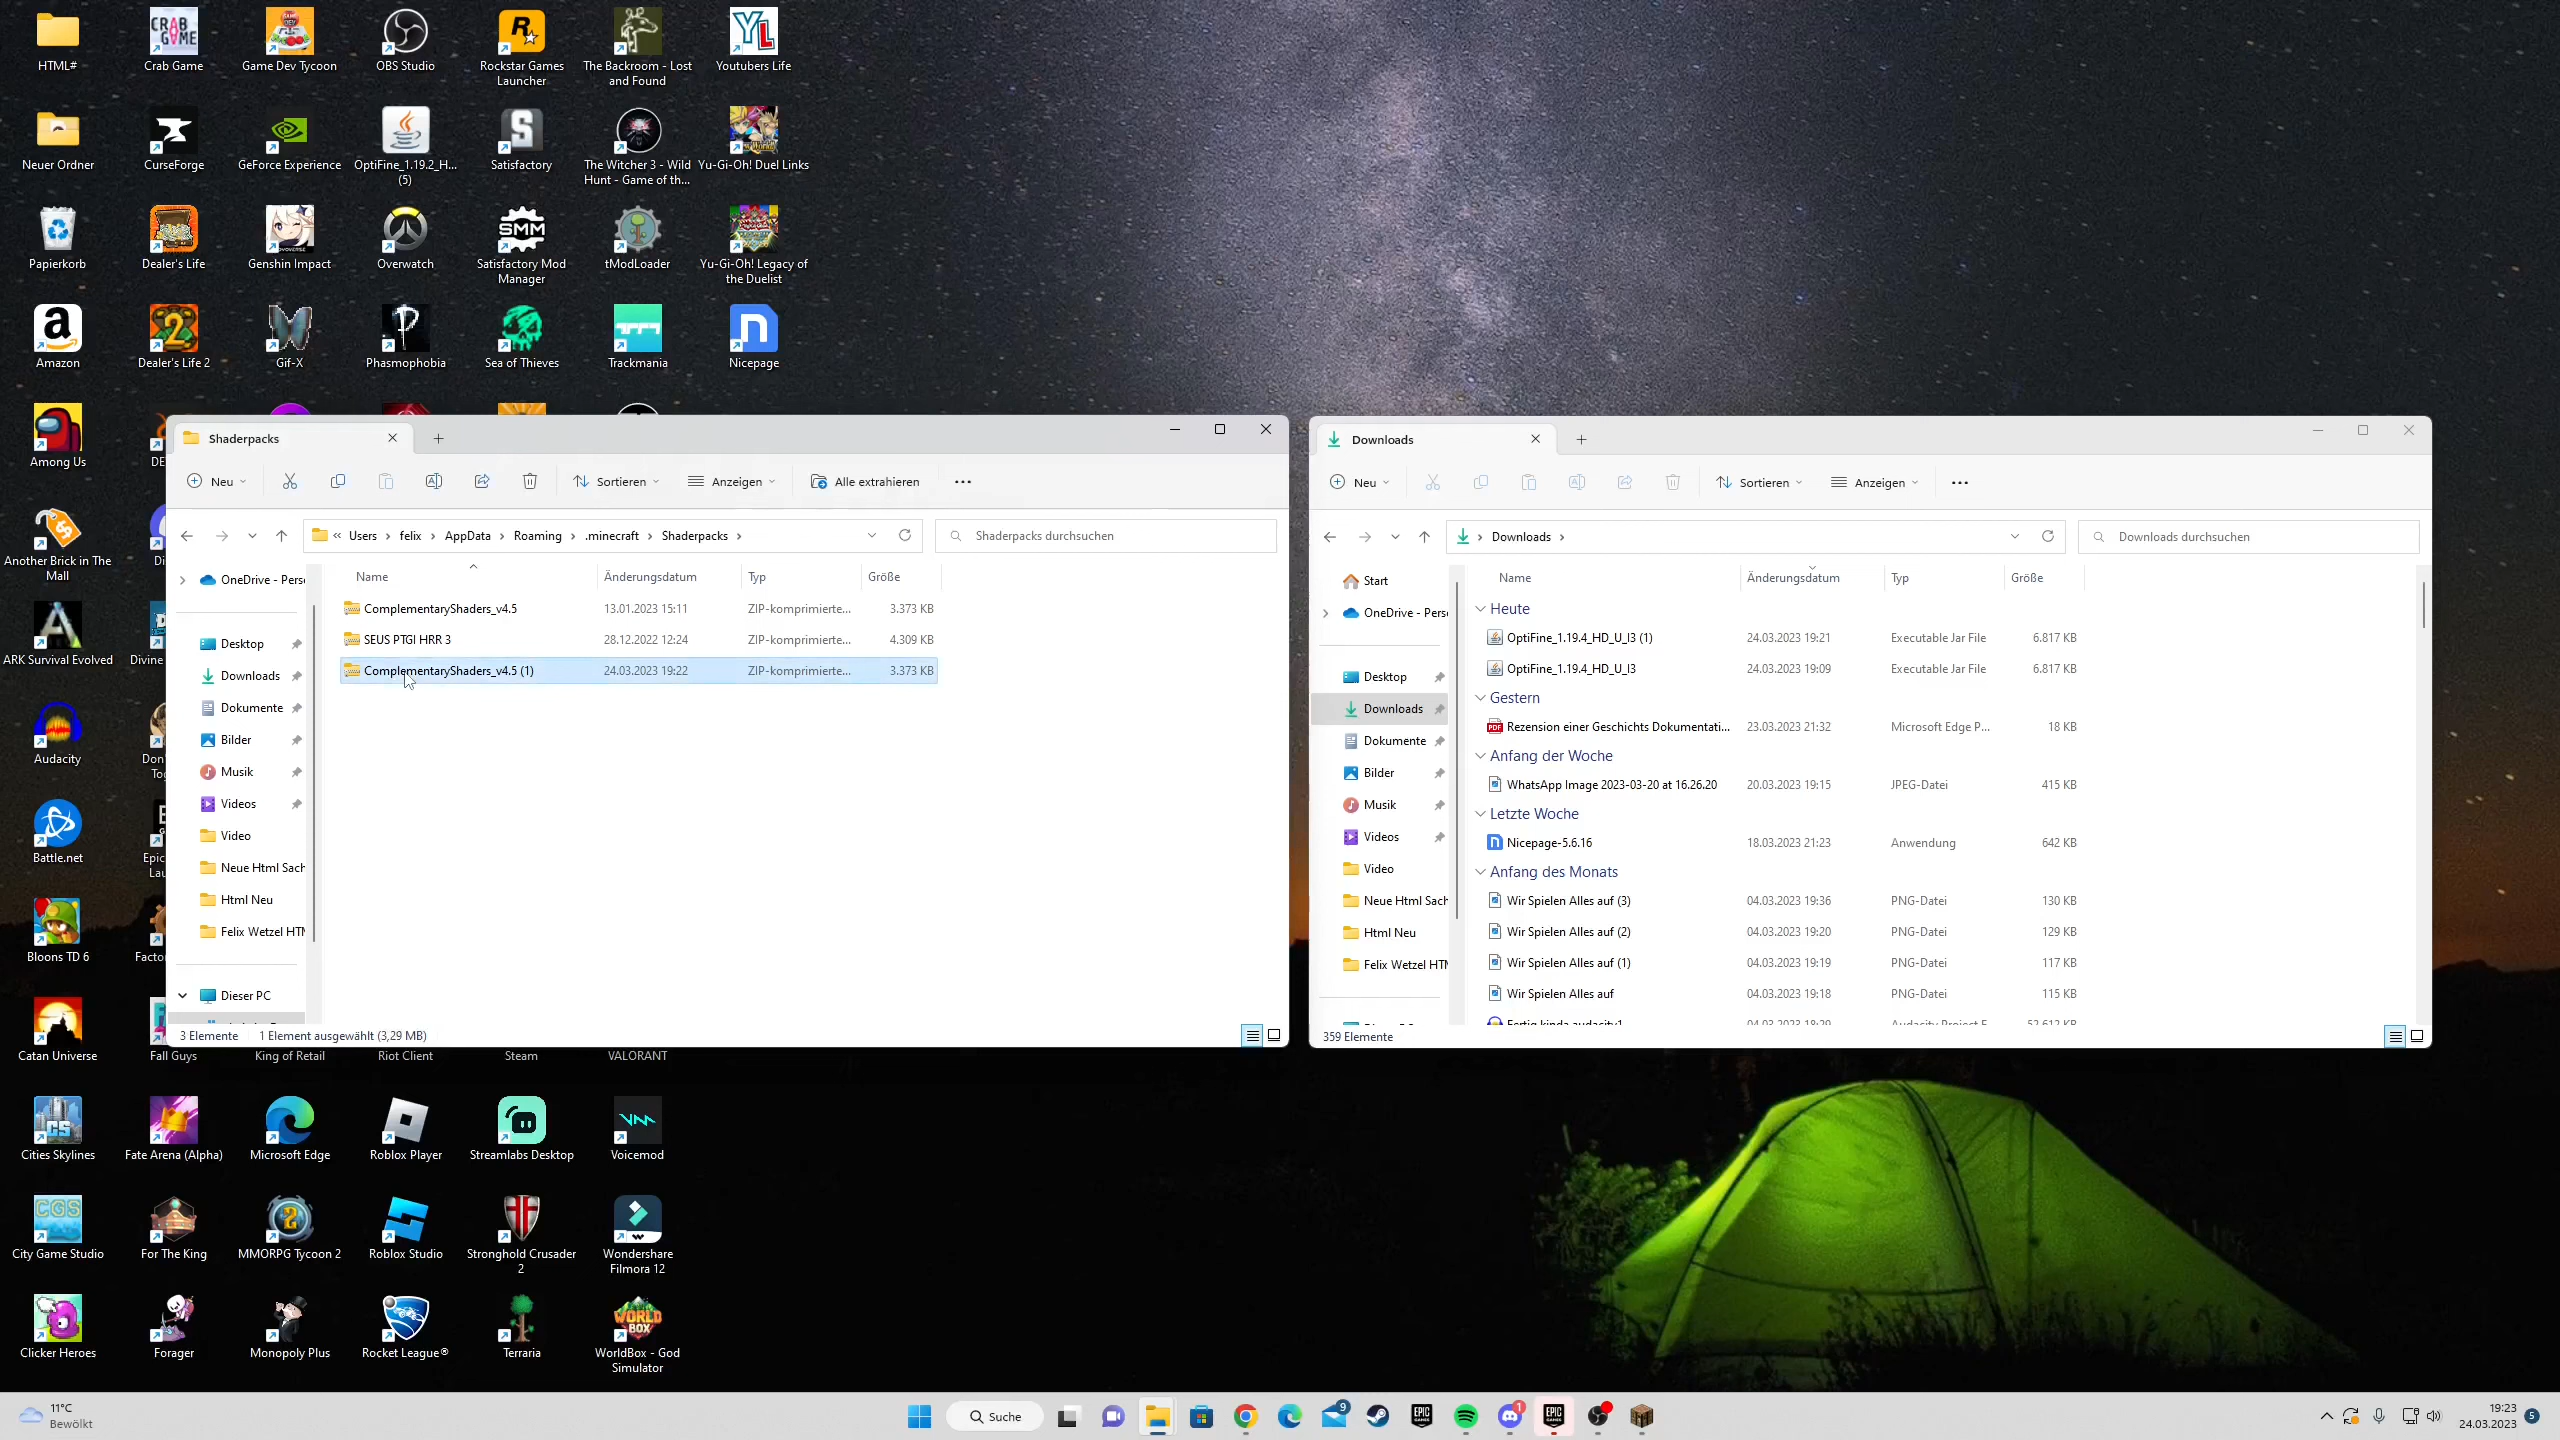 HTML#
Crab Game
Game Dev Tycoon
OBS Studio
Rockstar Games
Launcher
The Backroom - Lost
and Found
Youtubers Life
Neuer Ordner
CurseForge
GeForce Experience
OptiFine_1.19.2_H...
(5)
Satisfactory
The Witcher 3 - Wild
Hunt - Game of th...
Yu-Gi-Oh! Duel Links
Papierkorb
Dealer's Life
Genshin Impact
Overwatch
Satisfactory Mod
Manager
tModLoader
Yu-Gi-Oh! Legacy of
the Duelist
Amazon
Dealer's Life 2
Gif-X
Phasmophobia
Sea of Thieves
Trackmania
Nicepage
Among Us
Another Brick in The
Mall
ARK Survival Evolved
Audacity
Battle.net
Bloons TD 6
Catan Universe
Fall Guys
King of Retail
Riot Client
Steam
VALORANT
Cities Skylines
Fate Arena (Alpha)
Microsoft Edge
Roblox Player
Streamlabs Desktop
Voicemod
City Game Studio
For The King
MMORPG Tycoon 2
Roblox Studio
Stronghold Crusader
2
Wondershare
Filmora 12
Clicker Heroes
Forager
Monopoly Plus
Rocket League®
Terraria
WorldBox - God
Simulator
Shaderpacks
Neu
Sortieren
Anzeigen
Alle extrahieren
« Users › felix › AppData › Roaming › .minecraft › Shaderpacks ›
Shaderpacks durchsuchen
Name Änderungsdatum Typ Größe
ComplementaryShaders_v4.5 13.01.2023 15:11 ZIP-komprimierte... 3.373 KB
SEUS PTGI HRR 3 28.12.2022 12:24 ZIP-komprimierte... 4.309 KB
ComplementaryShaders_v4.5 (1) 24.03.2023 19:22 ZIP-komprimierte... 3.373 KB
OneDrive - Pers
Desktop
Downloads
Dokumente
Bilder
Musik
Videos
Video
Neue Html Sach
Html Neu
Felix Wetzel HTM
Dieser PC
3 Elemente 1 Element ausgewählt (3,29 MB)
Downloads
Neu
Sortieren
Anzeigen
› Downloads ›
Downloads durchsuchen
Name Änderungsdatum Typ Größe
Heute
OptiFine_1.19.4_HD_U_I3 (1) 24.03.2023 19:21 Executable Jar File 6.817 KB
OptiFine_1.19.4_HD_U_I3 24.03.2023 19:09 Executable Jar File 6.817 KB
Gestern
Rezension einer Geschichts Dokumentati... 23.03.2023 21:32 Microsoft Edge P... 18 KB
Anfang der Woche
WhatsApp Image 2023-03-20 at 16.26.20 20.03.2023 19:15 JPEG-Datei 415 KB
Letzte Woche
Nicepage-5.6.16 18.03.2023 21:23 Anwendung 642 KB
Anfang des Monats
Wir Spielen Alles auf (3) 04.03.2023 19:36 PNG-Datei 130 KB
Wir Spielen Alles auf (2) 04.03.2023 19:20 PNG-Datei 129 KB
Wir Spielen Alles auf (1) 04.03.2023 19:19 PNG-Datei 117 KB
Wir Spielen Alles auf 04.03.2023 19:18 PNG-Datei 115 KB
Start
OneDrive - Pers
Desktop
Downloads
Dokumente
Bilder
Musik
Videos
Video
Neue Html Sach
Html Neu
Felix Wetzel HTM
359 Elemente
11°C
Bewölkt
Suche
9
1
19:23
24.03.2023
5